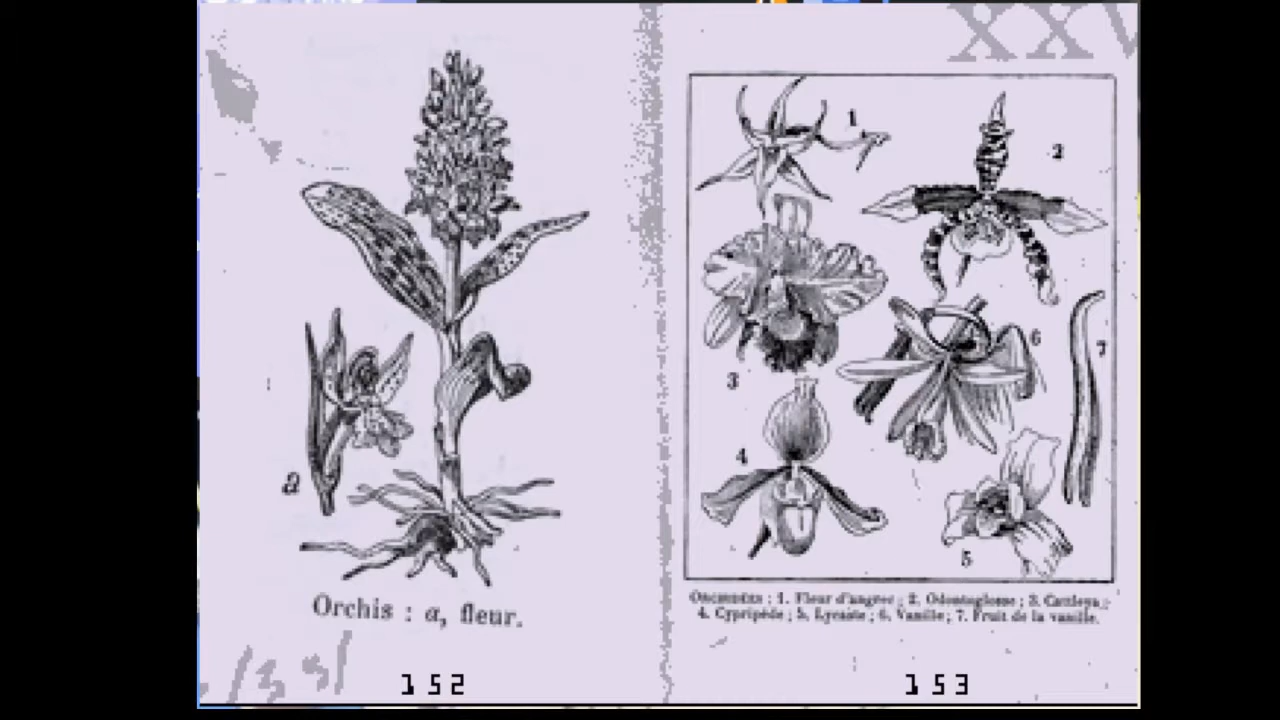 XXV
a
Orchis : a, fleur.
152
1
2
3
6
7
4
5
ORCHIDÉES : 1. Fleur d'angrec ; 2. Odontoglosse ; 3. Cattleya ;
4. Cypripède ; 5. Lycaste ; 6. Vanille ; 7. Fruit de la vanille.
153